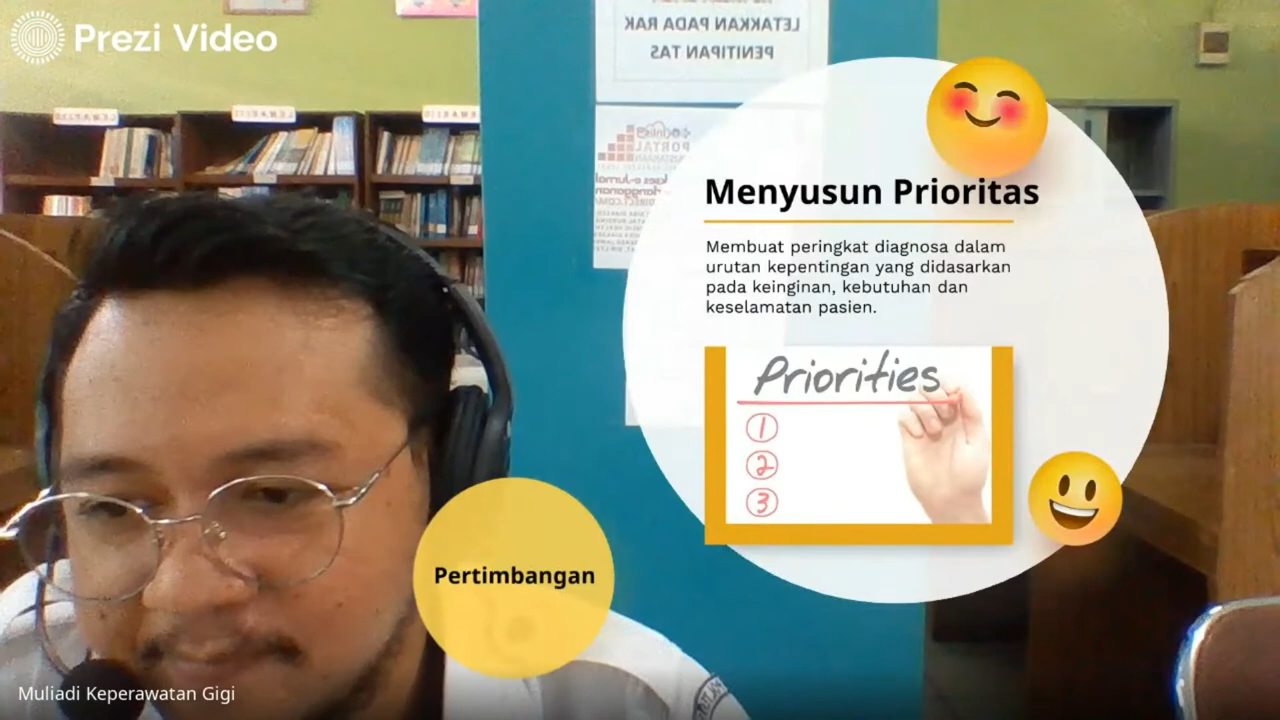 Prezi Video
LETAKKAN PADA RAK
PENITIPAN TAS
PORTAL
Menyusun Prioritas
Membuat peringkat diagnosa dalam
urutan kepentingan yang didasarkan
pada keinginan, kebutuhan dan
keselamatan pasien.
Priorities
1
2
3
Pertimbangan
Muliadi Keperawatan Gigi